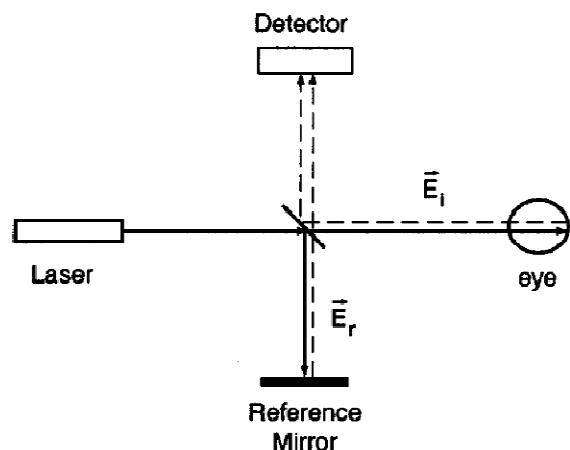 Detector
E⃗i
Laser
eye
E⃗r
Reference
Mirror